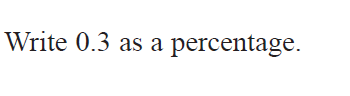 Write 0.3 as a percentage.